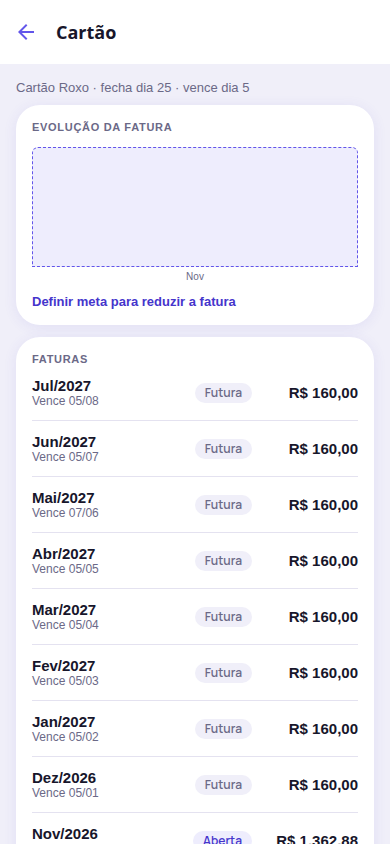 Cartão
Cartão Roxo · fecha dia 25 · vence dia 5
EVOLUÇÃO DA FATURA
Nov
Definir meta para reduzir a fatura
FATURAS
Jul/2027
Vence 05/08
Futura
R$ 160,00
Jun/2027
Vence 05/07
Futura
R$ 160,00
Mai/2027
Vence 07/06
Futura
R$ 160,00
Abr/2027
Vence 05/05
Futura
R$ 160,00
Mar/2027
Vence 05/04
Futura
R$ 160,00
Fev/2027
Vence 05/03
Futura
R$ 160,00
Jan/2027
Vence 05/02
Futura
R$ 160,00
Dez/2026
Vence 05/01
Futura
R$ 160,00
Nov/2026
Aberta
R$ 1.362,88